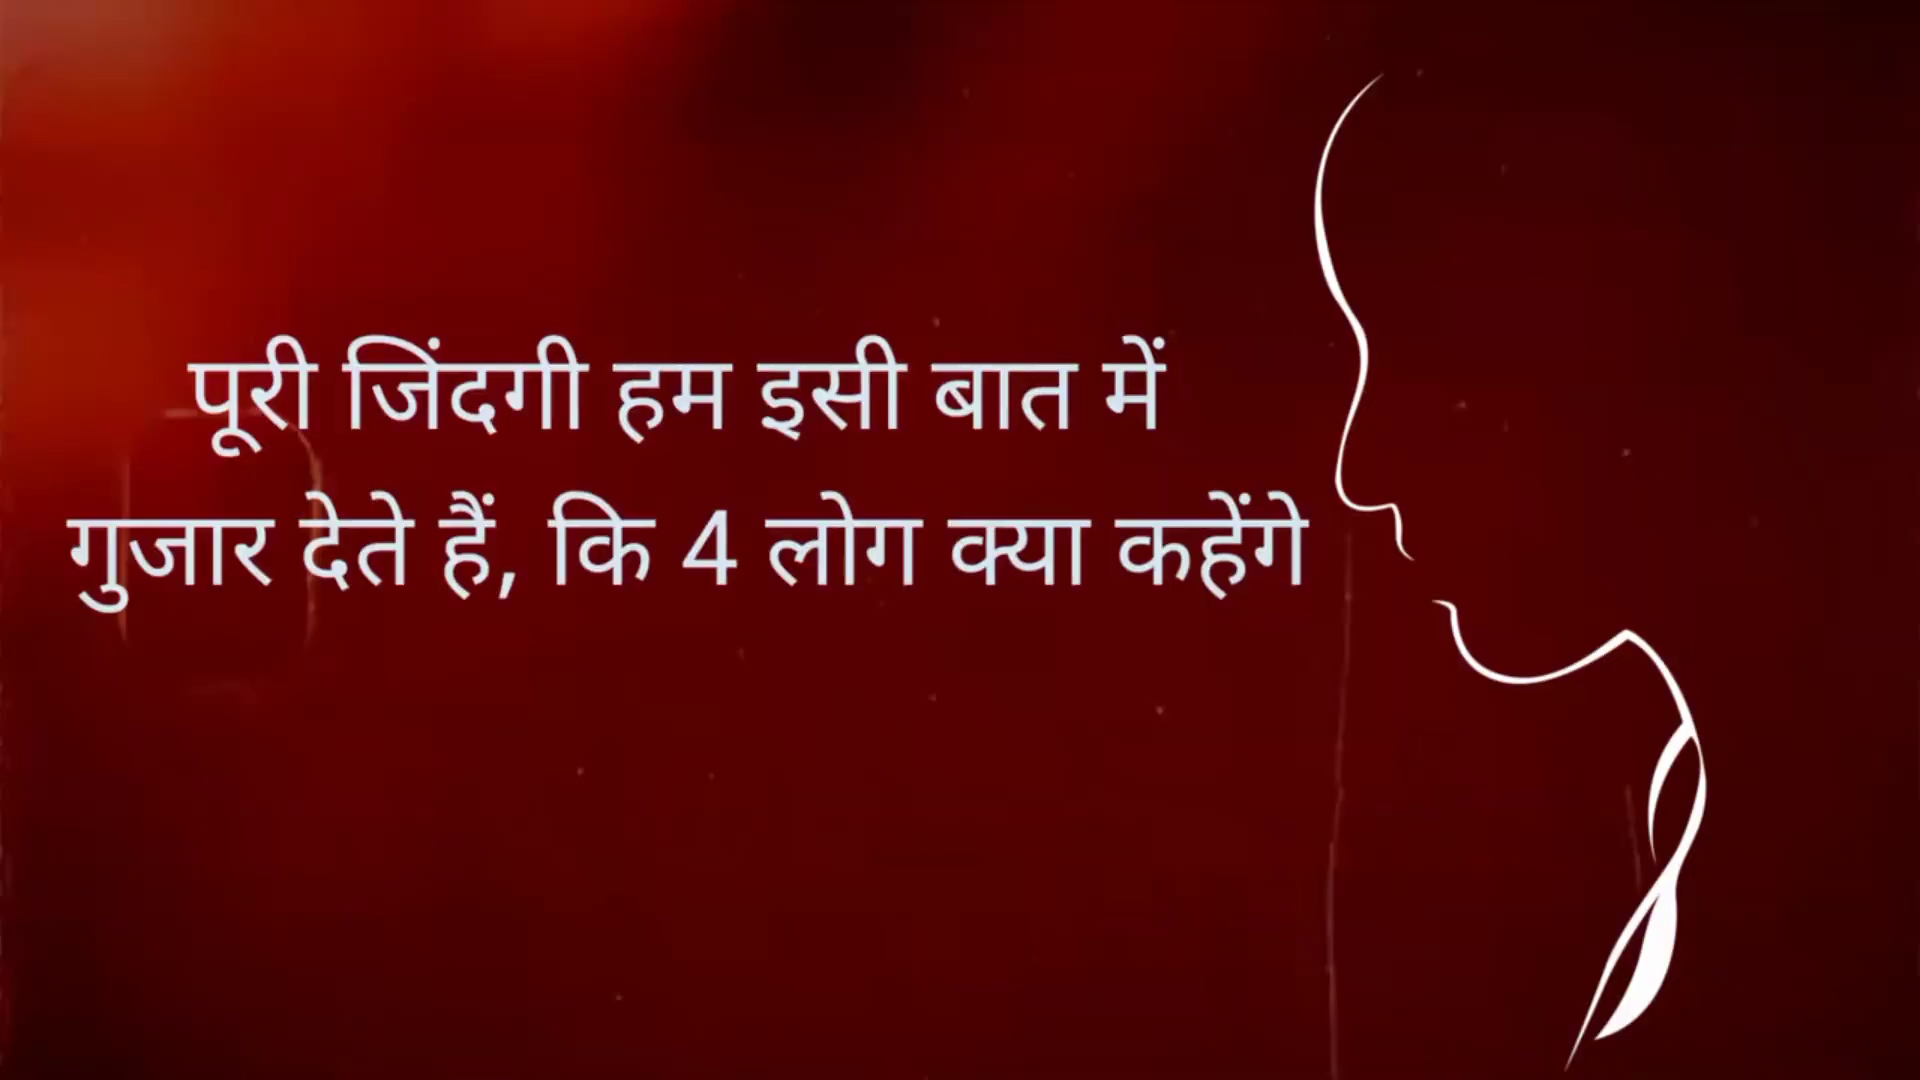 पूरी जिंदगी हम इसी बात में
गुजार देते हैं, कि 4 लोग क्या कहेंगे